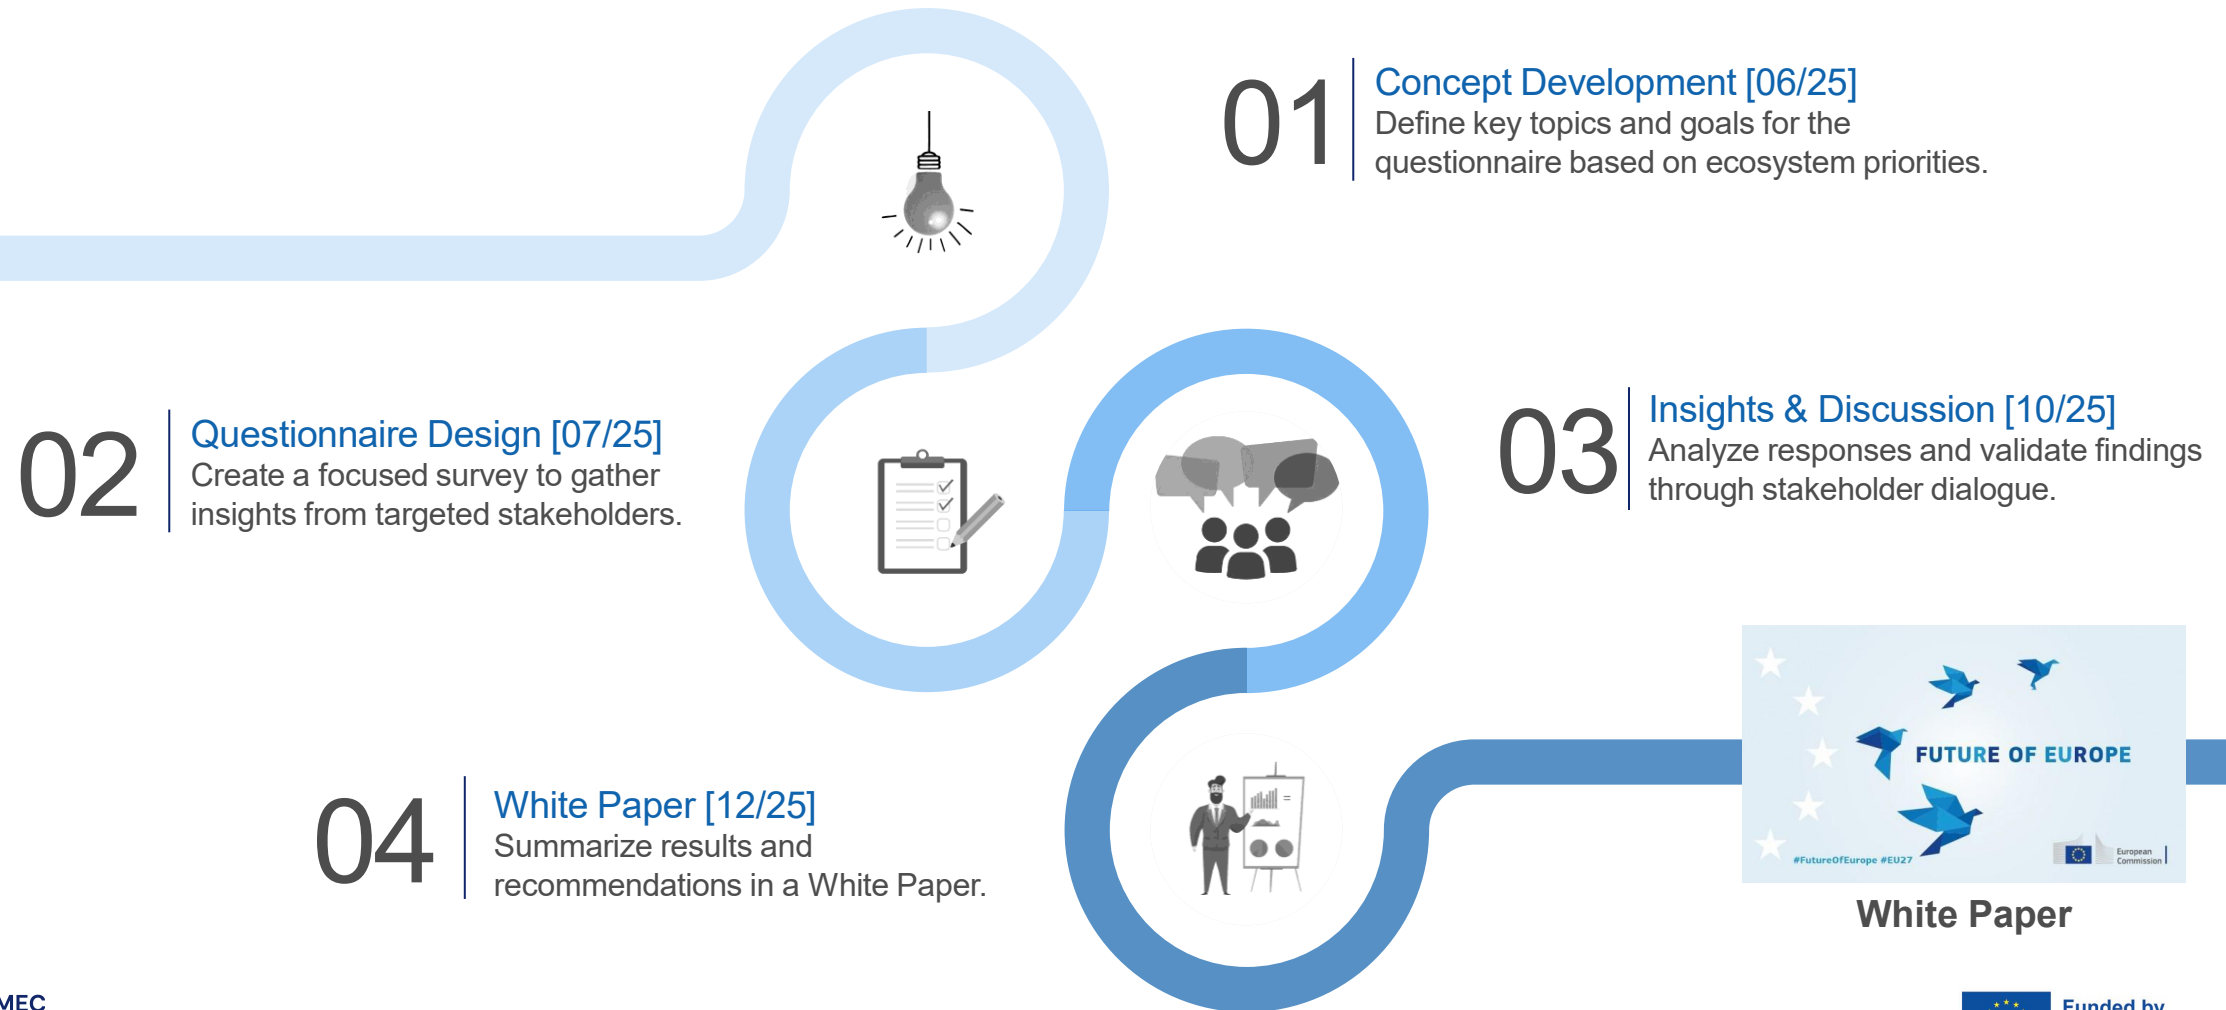 01
Concept Development [06/25]
Define key topics and goals for the
questionnaire based on ecosystem priorities.
02
Questionnaire Design [07/25]
Create a focused survey to gather
insights from targeted stakeholders.
03
Insights & Discussion [10/25]
Analyze responses and validate findings
through stakeholder dialogue.
04
White Paper [12/25]
Summarize results and
recommendations in a White Paper.
FUTURE OF EUROPE
#FutureOfEurope #EU27
European
Commission
White Paper
MEC
Funded by